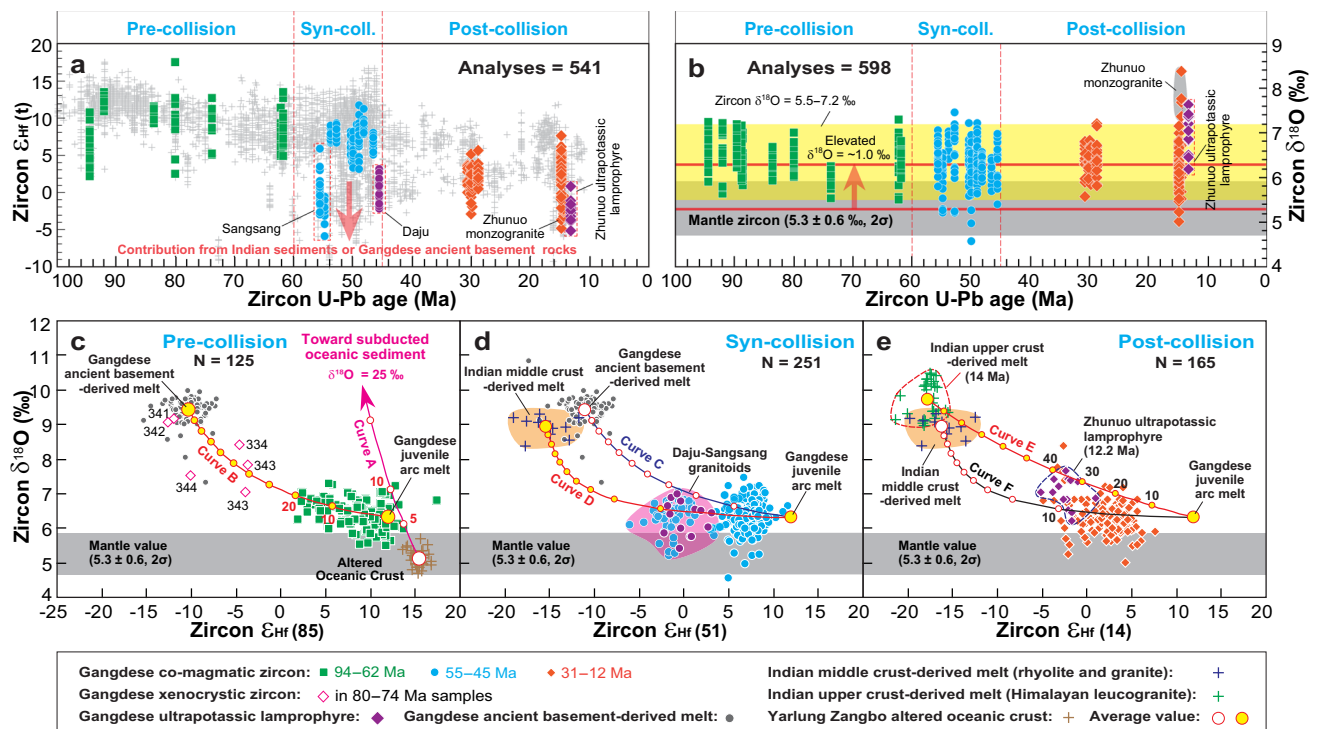 Pre-collision
Syn-coll.
Post-collision
a
Analyses = 541
20
15
10
5
0
-5
-10
Zircon εHf (t)
Sangsang
Daju
Zhunuo
monzogranite
Zhunuo ultrapotassic
lamprophyre
Contribution from Indian sediments or Gangdese ancient basement rocks
100 90 80 70 60 50 40 30 20 10 0
Zircon U-Pb age (Ma)
Pre-collision
Syn-coll.
Post-collision
b
Analyses = 598
Zircon δ18O = 5.5–7.2 ‰
Elevated
δ18O = ~1.0 ‰
Mantle zircon (5.3 ± 0.6 ‰, 2σ)
Zhunuo
monzogranite
Zhunuo ultrapotassic
lamprophyre
9
8
7
6
5
4
Zircon δ18O (‰)
100 90 80 70 60 50 40 30 20 10 0
Zircon U-Pb age (Ma)
c
Pre-collision
N = 125
12
11
10
9
8
7
6
5
4
Zircon δ18O (‰)
Gangdese
ancient basement
-derived melt
Toward subducted
oceanic sediment
δ18O = 25 ‰
341
342
334
343
344
343
Curve B
20
10
Curve A
10
5
Gangdese
juvenile
arc melt
Mantle value
(5.3 ± 0.6, 2σ)
Altered
Oceanic Crust
-25 -20 -15 -10 -5 0 5 10 15 20
Zircon εHf (85)
d
Syn-collision
N = 251
Indian middle crust
-derived melt
Gangdese
ancient basement
-derived melt
Curve C
Curve D
Daju-Sangsang
granitoids
Gangdese
juvenile
arc melt
Mantle value
(5.3 ± 0.6, 2σ)
-20 -15 -10 -5 0 5 10 15 20
Zircon εHf (51)
e
Post-collision
N = 165
Indian upper crust
-derived melt
(14 Ma)
Zhunuo ultrapotassic
lamprophyre
(12.2 Ma)
Curve E
40
30
20
10
Curve F
10
Indian
middle crust
-derived melt
Gangdese
juvenile
arc melt
Mantle value
(5.3 ± 0.6, 2σ)
-20 -15 -10 -5 0 5 10 15 20
Zircon εHf (14)
Gangdese co-magmatic zircon: 94–62 Ma 55–45 Ma 31–12 Ma
Indian middle crust-derived melt (rhyolite and granite):
Gangdese xenocrystic zircon: in 80–74 Ma samples
Indian upper crust-derived melt (Himalayan leucogranite):
Gangdese ultrapotassic lamprophyre: Gangdese ancient basement-derived melt:
Yarlung Zangbo altered oceanic crust: Average value: